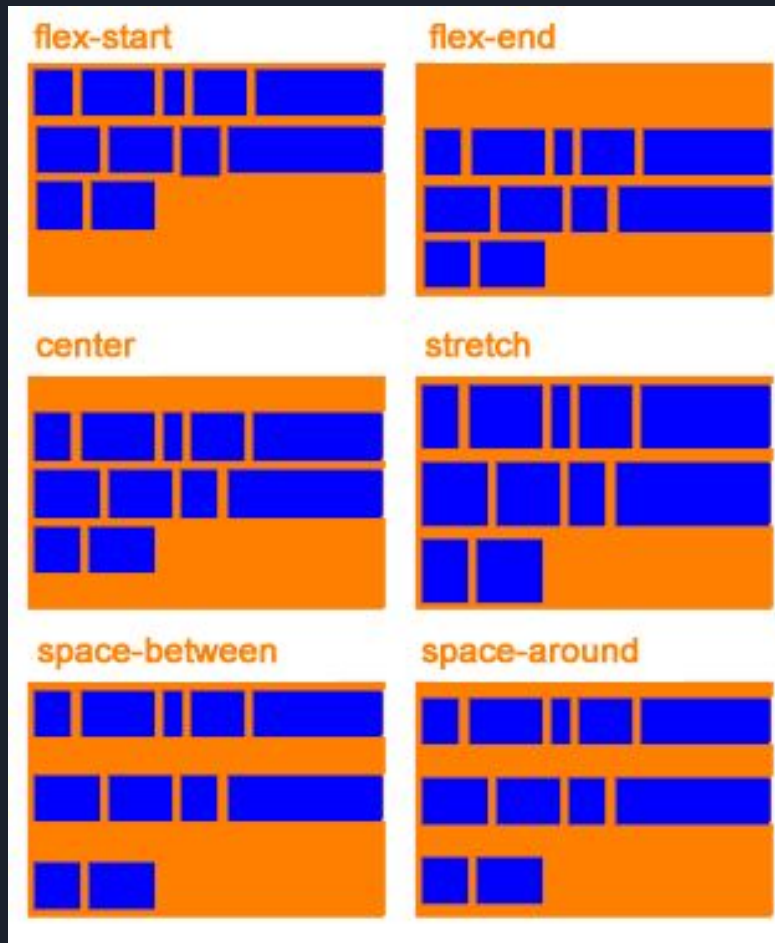 flex-start
flex-end
center
stretch
space-between
space-around